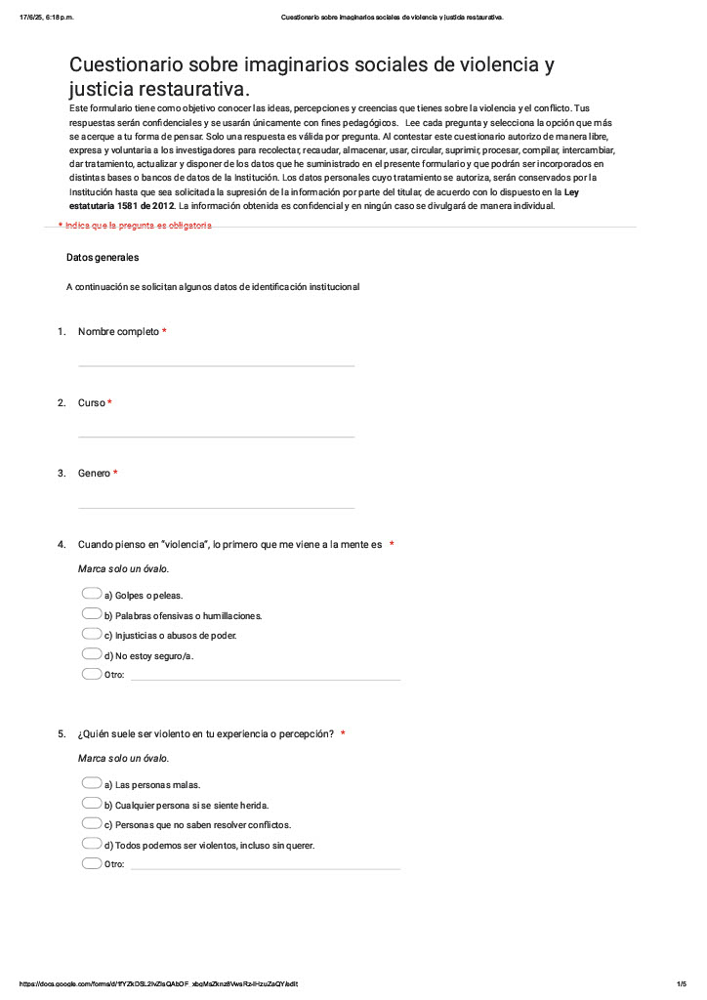 17/6/25, 6:18 p.m.
Cuestionario sobre imaginarios sociales de violencia y justicia restaurativa.
Cuestionario sobre imaginarios sociales de violencia y
justicia restaurativa.
Este formulario tiene como objetivo conocer las ideas, percepciones y creencias que tienes sobre la violencia y el conflicto. Tus
respuestas serán confidenciales y se usarán únicamente con fines pedagógicos. Lee cada pregunta y selecciona la opción que más
se acerque a tu forma de pensar. Solo una respuesta es válida por pregunta. Al contestar este cuestionario autorizo de manera libre,
expresa y voluntaria a los investigadores para recolectar, recaudar, almacenar, usar, circular, suprimir, procesar, compilar, intercambiar,
dar tratamiento, actualizar y disponer de los datos que he suministrado en el presente formulario y que podrán ser incorporados en
distintas bases o bancos de datos de la Institución. Los datos personales cuyo tratamiento se autoriza, serán conservados por la
Institución hasta que sea solicitada la supresión de la información por parte del titular, de acuerdo con lo dispuesto en la Ley
estatutaria 1581 de 2012. La información obtenida es confidencial y en ningún caso se divulgará de manera individual.
* Indica que la pregunta es obligatoria
Datos generales
A continuación se solicitan algunos datos de identificación institucional
1. Nombre completo *
2. Curso *
3. Genero *
4. Cuando pienso en “violencia”, lo primero que me viene a la mente es *
Marca solo un óvalo.
a) Golpes o peleas.
b) Palabras ofensivas o humillaciones.
c) Injusticias o abusos de poder.
d) No estoy seguro/a.
Otro:
5. ¿Quién suele ser violento en tu experiencia o percepción? *
Marca solo un óvalo.
a) Las personas malas.
b) Cualquier persona si se siente herida.
c) Personas que no saben resolver conflictos.
d) Todos podemos ser violentos, incluso sin querer.
Otro:
1/5